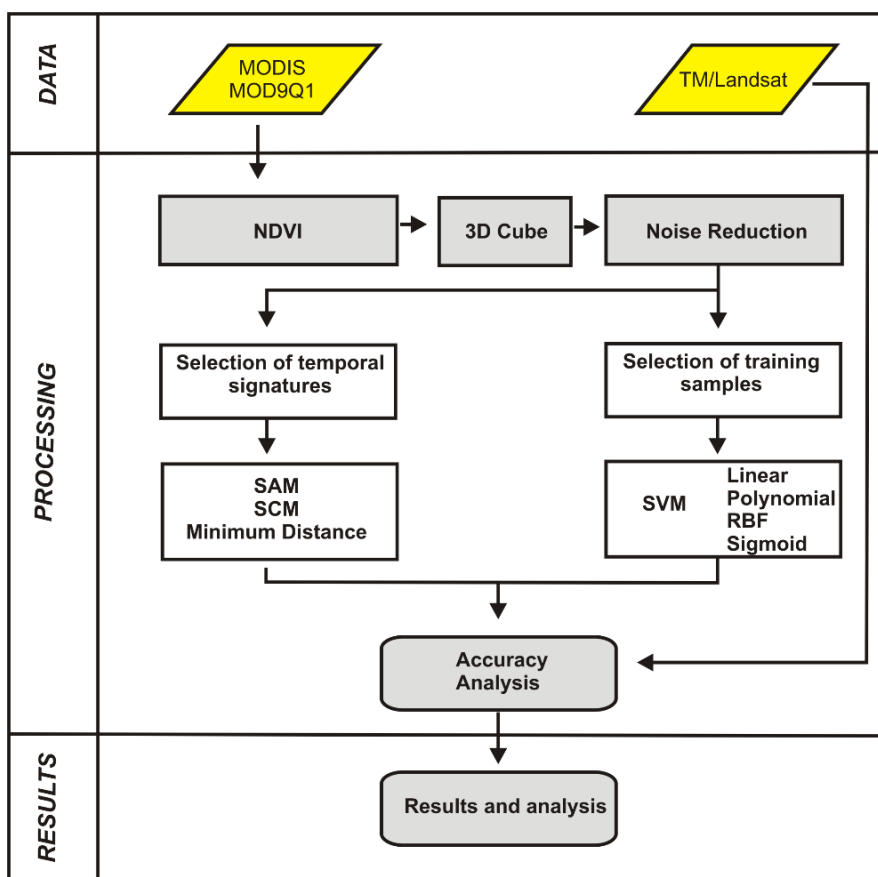 DATA
MODIS
MOD9Q1
TM/Landsat
PROCESSING
NDVI
3D Cube
Noise Reduction
Selection of temporal
signatures
Selection of training
samples
SAM
SCM
Minimum Distance
SVM
Linear
Polynomial
RBF
Sigmoid
Accuracy
Analysis
RESULTS
Results and analysis